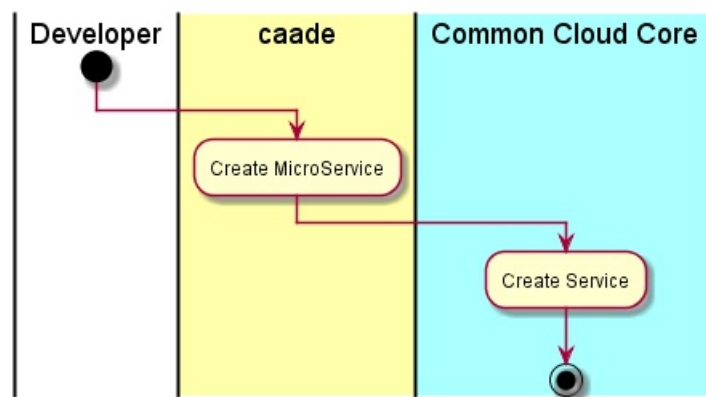 Developer
caade
Common Cloud Core
Create MicroService
Create Service